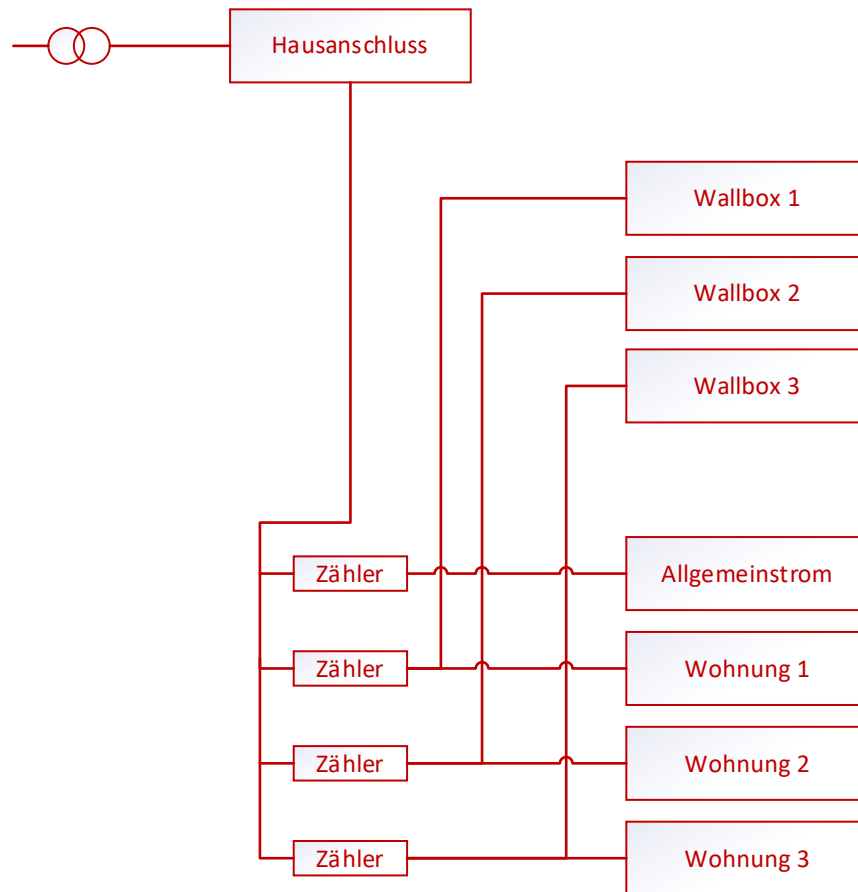 Hausanschluss
Wallbox 1
Wallbox 2
Wallbox 3
Zähler
Allgemeinstrom
Zähler
Wohnung 1
Zähler
Wohnung 2
Zähler
Wohnung 3